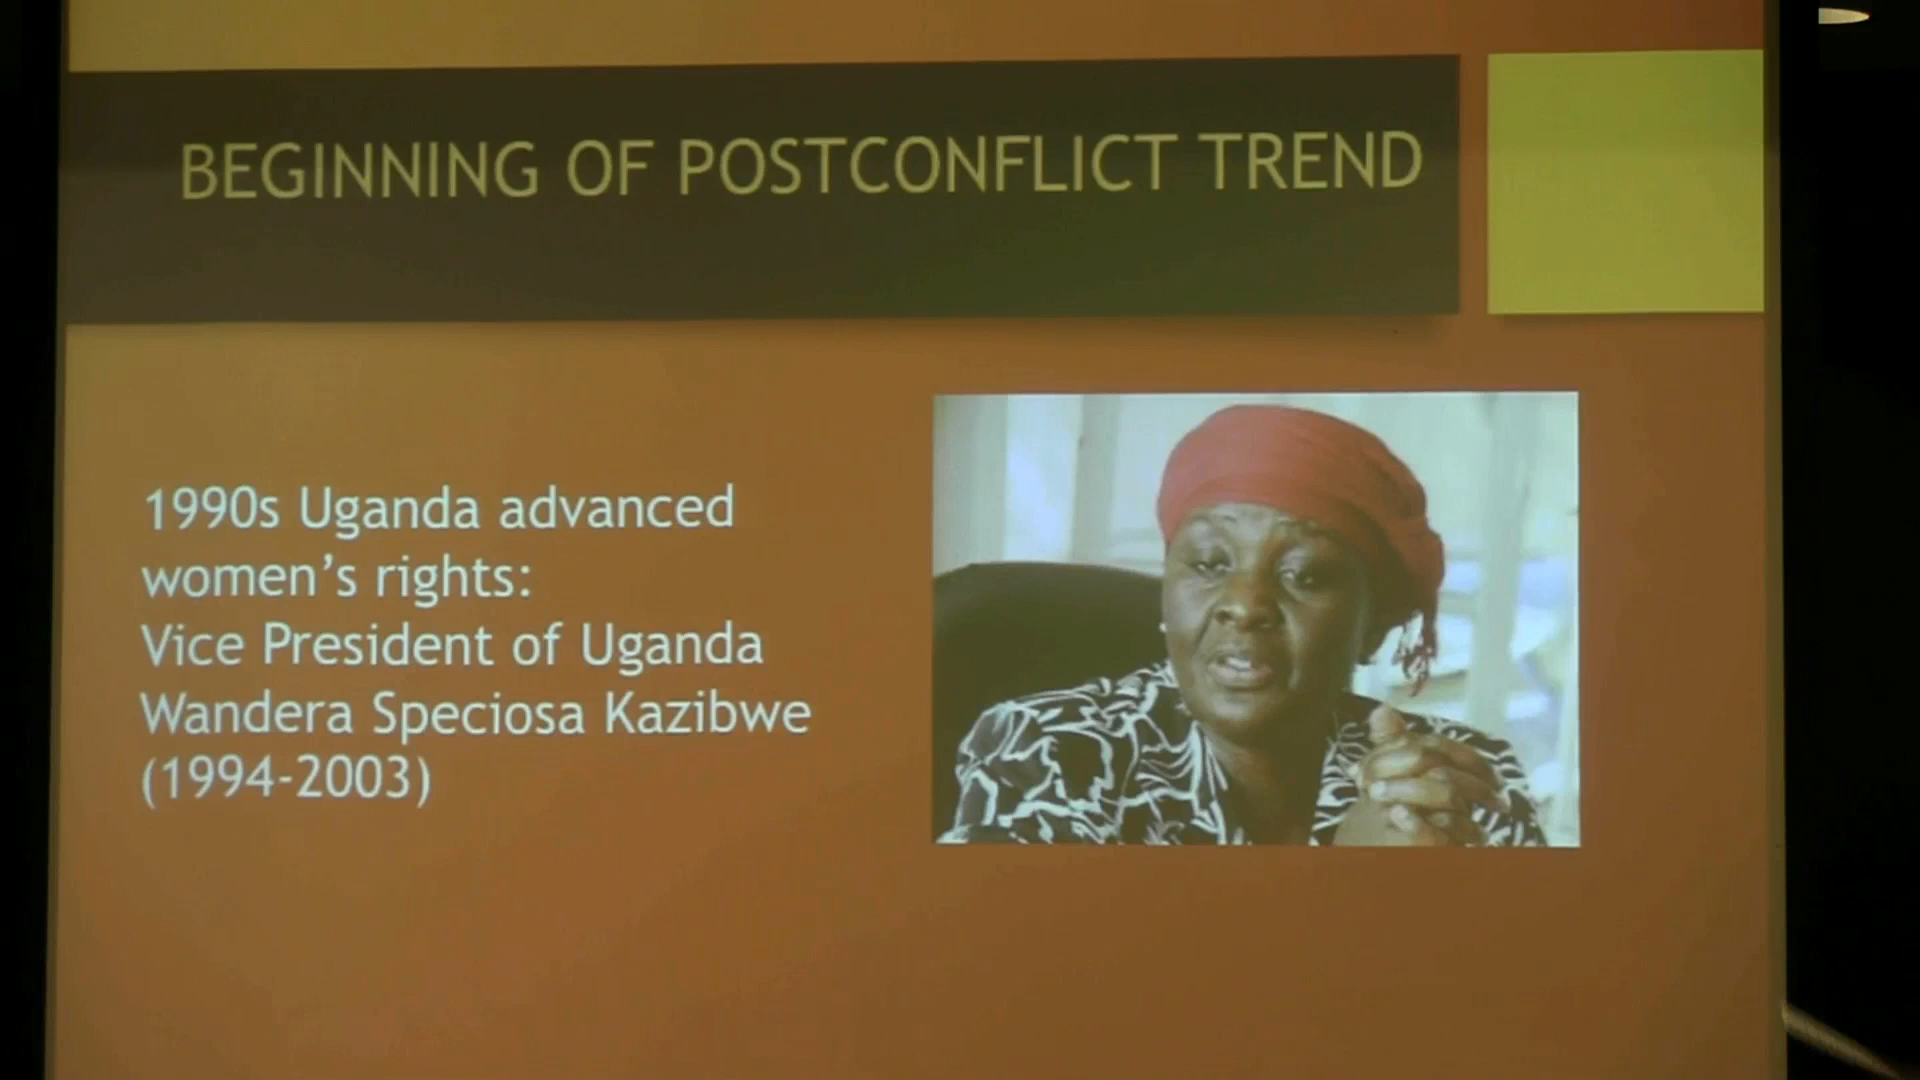 BEGINNING OF POSTCONFLICT TREND
1990s Uganda advanced
women’s rights:
Vice President of Uganda
Wandera Speciosa Kazibwe
(1994-2003)